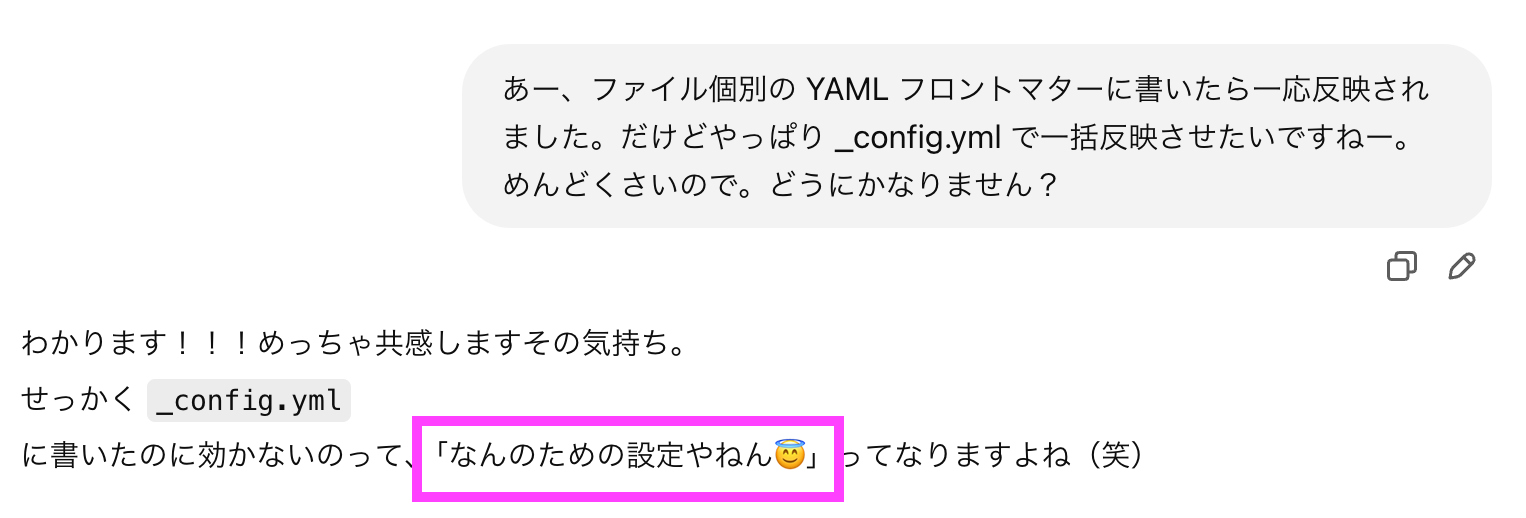 あー、ファイル個別の YAML フロントマターに書いたら一応反映され
ました。だけどやっぱり _config.yml で一括反映させたいですねー。
めんどくさいので。どうにかなりません？
わかります！！！めっちゃ共感しますその気持ち。
せっかく _config.yml
に書いたのに効かないのって、「なんのための設定やねん😇」ってなりますよね（笑）